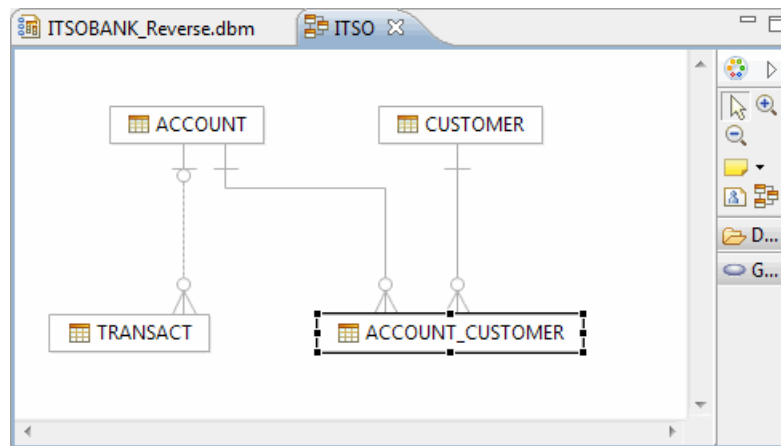 ITSOBANK_Reverse.dbm
ITSO
ACCOUNT
CUSTOMER
TRANSACT
ACCOUNT_CUSTOMER
D...
G...